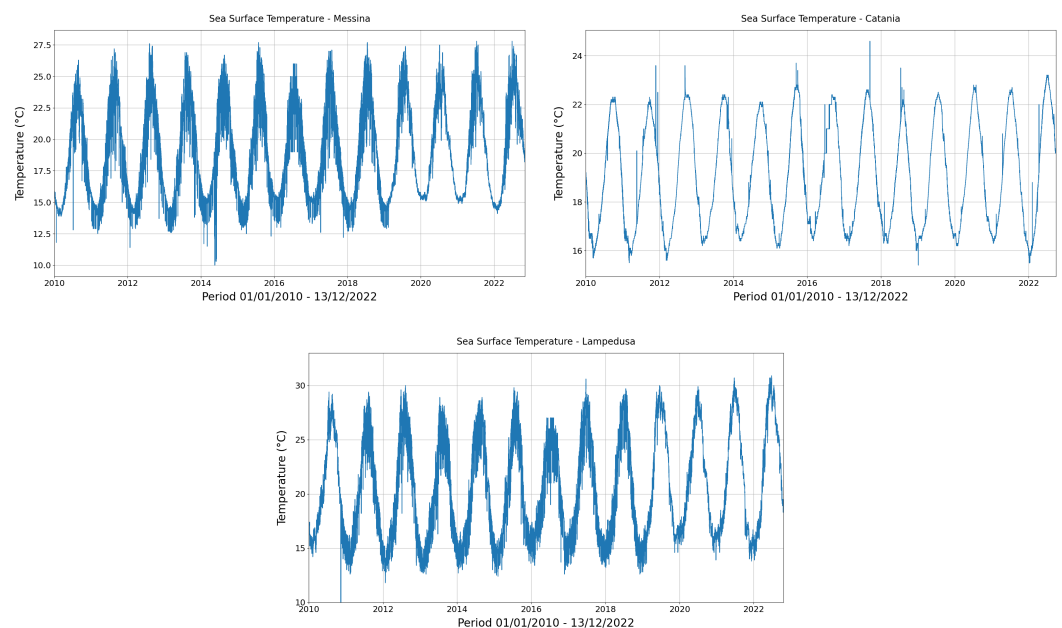 Sea Surface Temperature - Messina
Temperature (°C)
27.5
25.0
22.5
20.0
17.5
15.0
12.5
10.0
2010 2012 2014 2016 2018 2020 2022
Period 01/01/2010 - 13/12/2022
Sea Surface Temperature - Catania
Temperature (°C)
24
22
20
18
16
2010 2012 2014 2016 2018 2020 2022
Period 01/01/2010 - 13/12/2022
Sea Surface Temperature - Lampedusa
Temperature (°C)
30
25
20
15
10
2010 2012 2014 2016 2018 2020 2022
Period 01/01/2010 - 13/12/2022